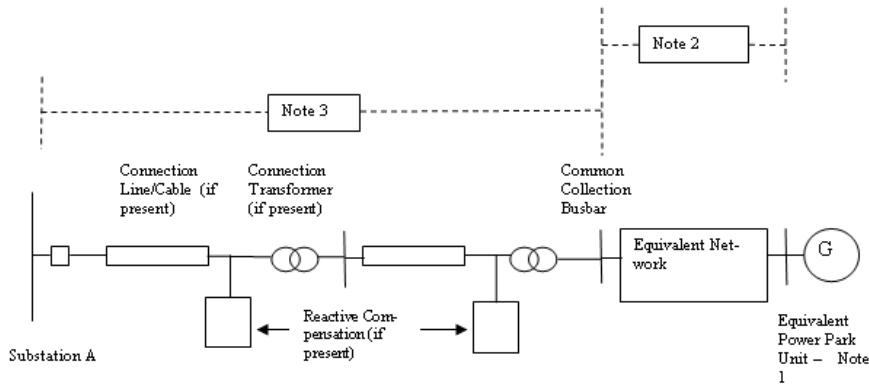 Note 2
Note 3
Connection
Line/Cable (if
present)
Connection
Transformer
(if present)
Common
Collection
Busbar
Equivalent Net-
work
G
Reactive Com-
pensation (if
present)
Substation A
Equivalent
Power Park
Unit – Note
1